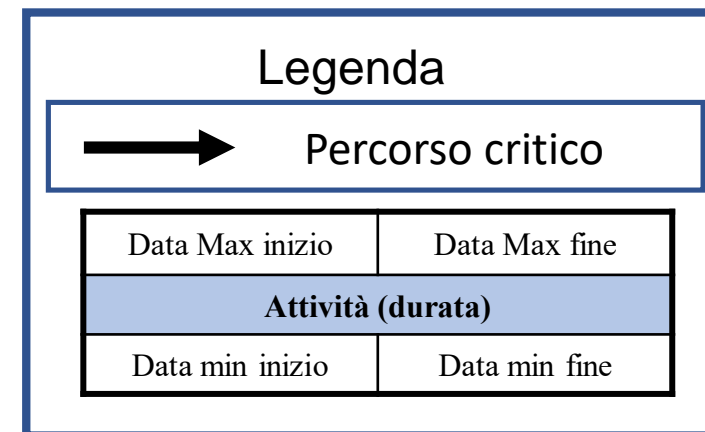 Legenda
Percorso critico
Data Max inizio Data Max fine
Attività (durata)
Data min inizio Data min fine